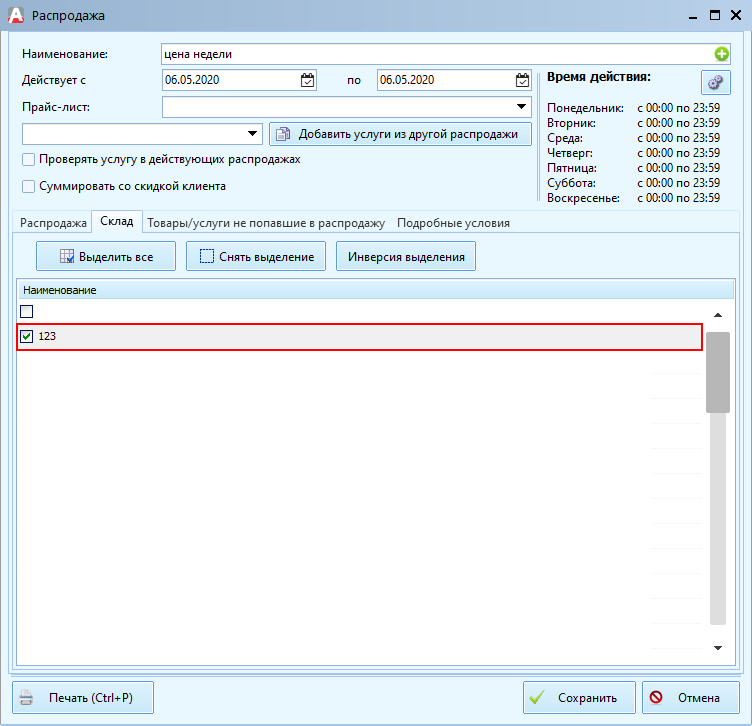 Распродажа
Наименование: цена недели
Действует с 06.05.2020 по 06.05.2020
Прайс-лист:
Добавить услуги из другой распродажи
Проверять услугу в действующих распродажах
Суммировать со скидкой клиента
Время действия:
Понедельник: с 00:00 по 23:59
Вторник: с 00:00 по 23:59
Среда: с 00:00 по 23:59
Четверг: с 00:00 по 23:59
Пятница: с 00:00 по 23:59
Суббота: с 00:00 по 23:59
Воскресенье: с 00:00 по 23:59
Распродажа Склад Товары/услуги не попавшие в распродажу Подробные условия
Выделить все Снять выделение Инверсия выделения
Наименование
123
Печать (Ctrl+P) Сохранить Отмена